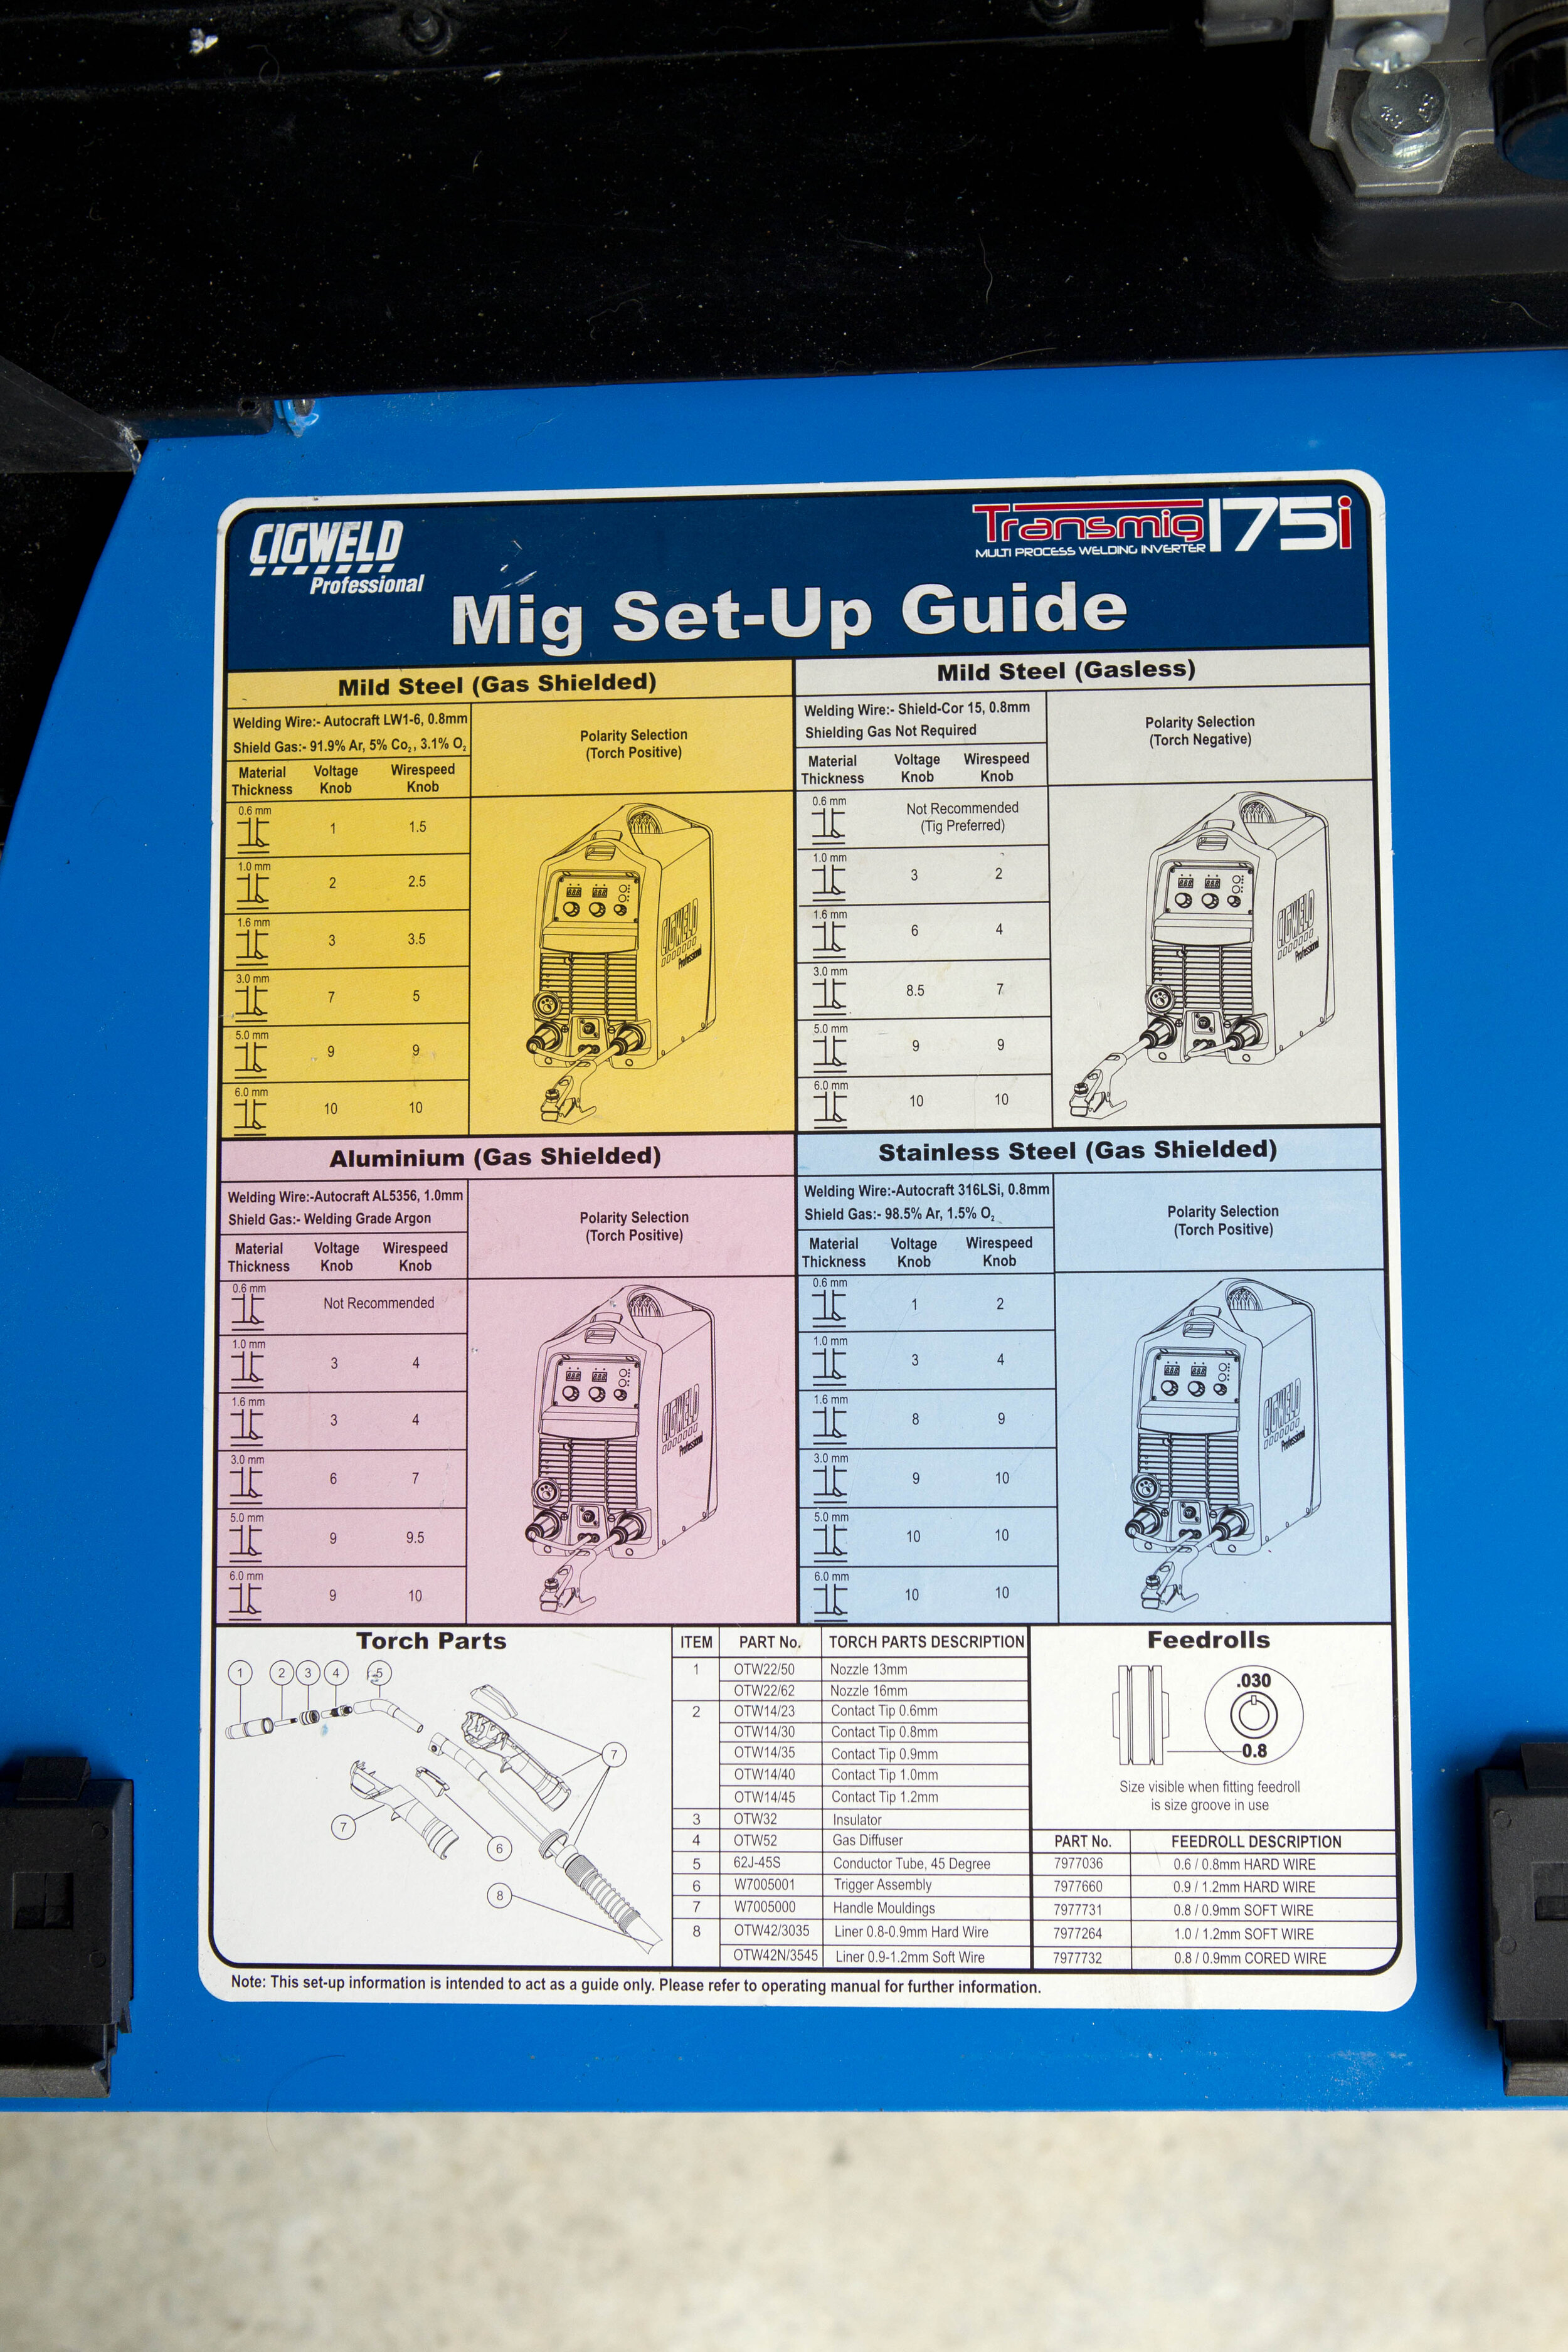 CIGWELD
Professional
Transmig175i
MULTI PROCESS WELDING INVERTER
Mig Set-Up Guide
Mild Steel (Gas Shielded)
Welding Wire:- Autocraft LW1-6, 0.8mm
Shield Gas:- 91.9% Ar, 5% Co2 , 3.1% O2
Polarity Selection
(Torch Positive)
Material Thickness Voltage Knob Wirespeed Knob
0.6 mm 1 1.5
1.0 mm 2 2.5
1.6 mm 3 3.5
3.0 mm 7 5
5.0 mm 9 9
6.0 mm 10 10
CIGWELD
Professional
Mild Steel (Gasless)
Welding Wire:- Shield-Cor 15, 0.8mm
Shielding Gas Not Required
Polarity Selection
(Torch Negative)
Material Thickness Voltage Knob Wirespeed Knob
0.6 mm Not Recommended
(Tig Preferred)
1.0 mm 3 2
1.6 mm 6 4
3.0 mm 8.5 7
5.0 mm 9 9
6.0 mm 10 10
CIGWELD
Professional
Aluminium (Gas Shielded)
Welding Wire:-Autocraft AL5356, 1.0mm
Shield Gas:- Welding Grade Argon
Polarity Selection
(Torch Positive)
Material Thickness Voltage Knob Wirespeed Knob
0.6 mm Not Recommended
1.0 mm 3 4
1.6 mm 3 4
3.0 mm 6 7
5.0 mm 9 9.5
6.0 mm 9 10
CIGWELD
Professional
Stainless Steel (Gas Shielded)
Welding Wire:-Autocraft 316LSi, 0.8mm
Shield Gas:- 98.5% Ar, 1.5% O2
Polarity Selection
(Torch Positive)
Material Thickness Voltage Knob Wirespeed Knob
0.6 mm 1 2
1.0 mm 3 4
1.6 mm 8 9
3.0 mm 9 10
5.0 mm 10 10
6.0 mm 10 10
CIGWELD
Professional
Torch Parts
1 2 3 4 5
7
7
6
8
ITEM PART No. TORCH PARTS DESCRIPTION
1 OTW22/50 Nozzle 13mm
OTW22/62 Nozzle 16mm
2 OTW14/23 Contact Tip 0.6mm
OTW14/30 Contact Tip 0.8mm
OTW14/35 Contact Tip 0.9mm
OTW14/40 Contact Tip 1.0mm
OTW14/45 Contact Tip 1.2mm
3 OTW32 Insulator
4 OTW52 Gas Diffuser
5 62J-45S Conductor Tube, 45 Degree
6 W7005001 Trigger Assembly
7 W7005000 Handle Mouldings
8 OTW42/3035 Liner 0.8-0.9mm Hard Wire
OTW42N/3545 Liner 0.9-1.2mm Soft Wire
Feedrolls
.030
0.8
Size visible when fitting feedroll
is size groove in use
PART No. FEEDROLL DESCRIPTION
7977036 0.6 / 0.8mm HARD WIRE
7977660 0.9 / 1.2mm HARD WIRE
7977731 0.8 / 0.9mm SOFT WIRE
7977264 1.0 / 1.2mm SOFT WIRE
7977732 0.8 / 0.9mm CORED WIRE
Note: This set-up information is intended to act as a guide only. Please refer to operating manual for further information.